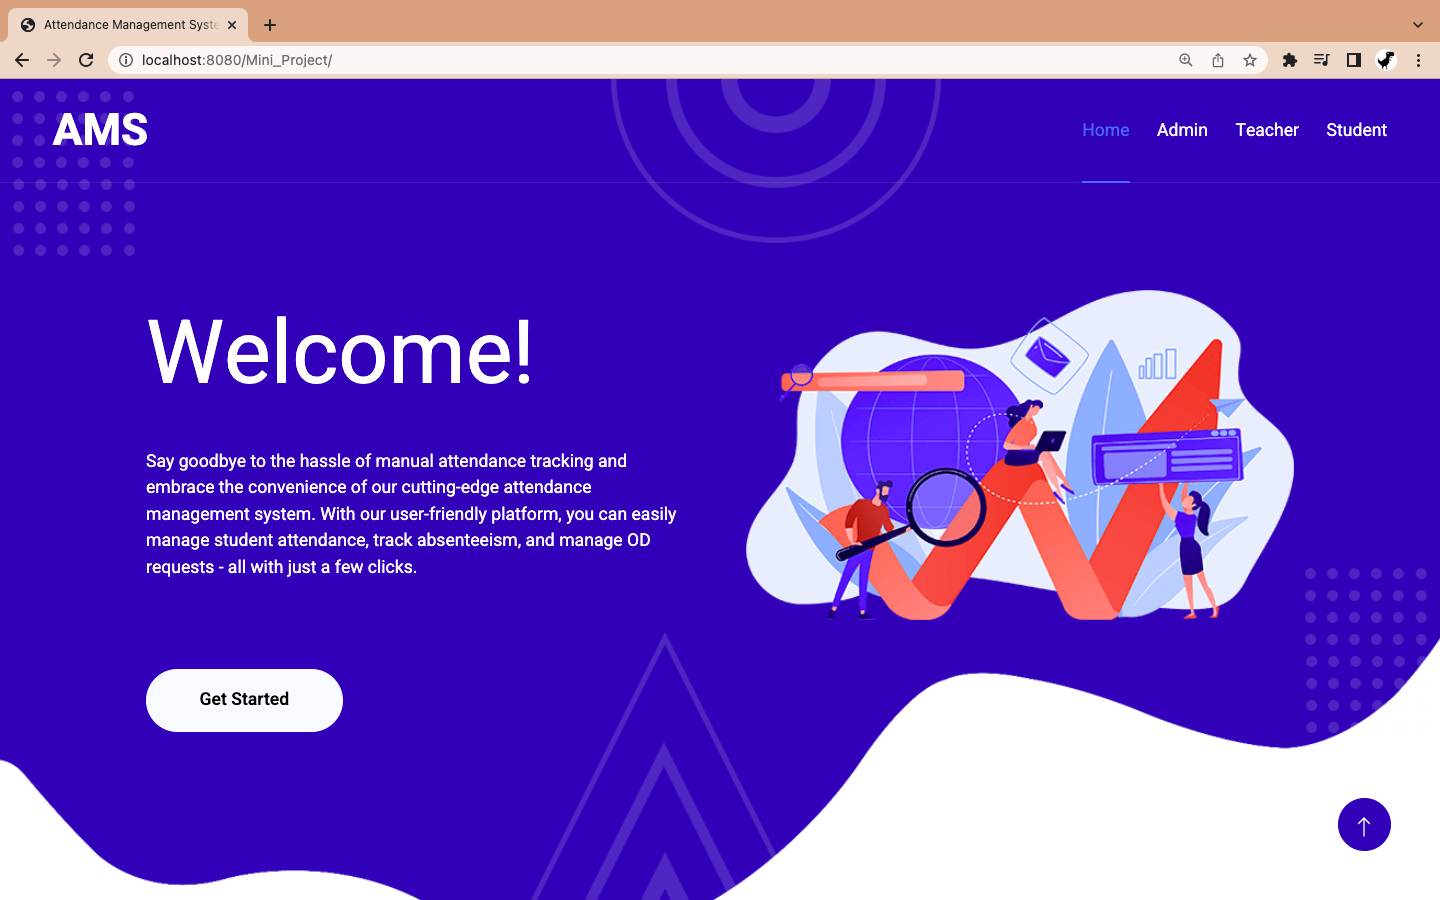 Attendance Management Syste
localhost:8080/Mini_Project/
AMS
Home Admin Teacher Student
Welcome!
Say goodbye to the hassle of manual attendance tracking and
embrace the convenience of our cutting-edge attendance
management system. With our user-friendly platform, you can easily
manage student attendance, track absenteeism, and manage OD
requests - all with just a few clicks.
Get Started